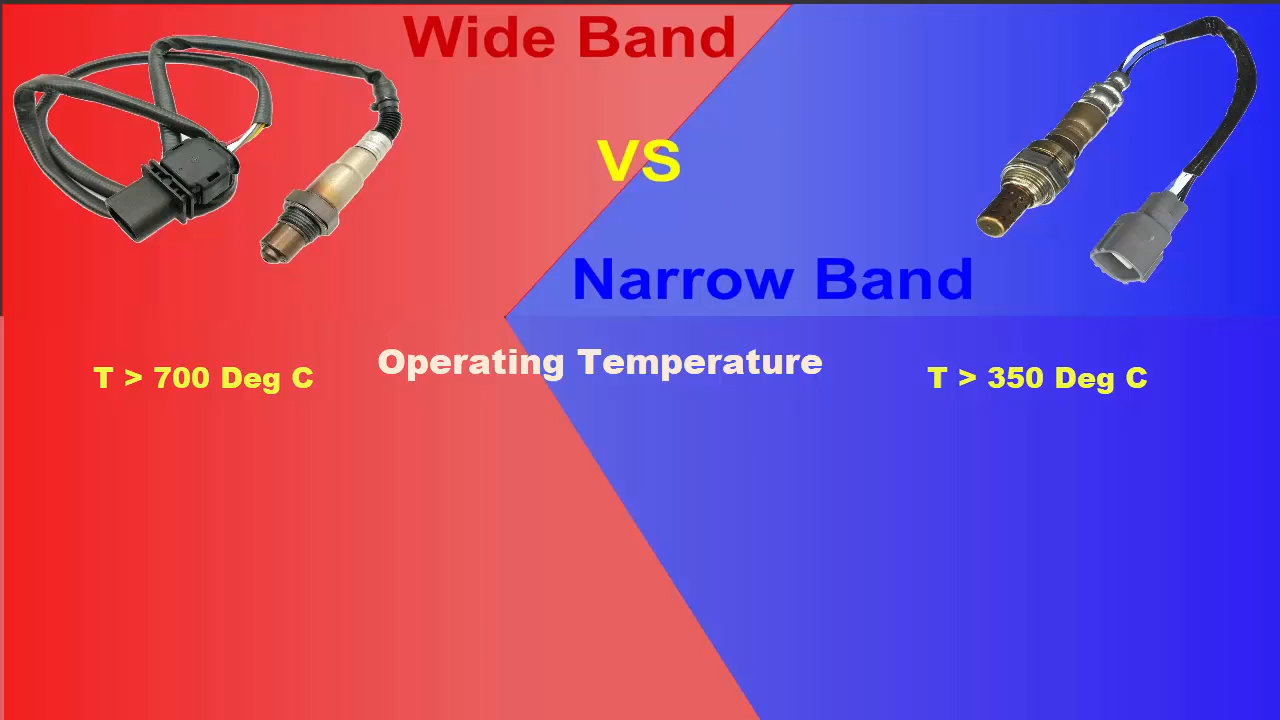 Wide Band
VS
Narrow Band
Operating Temperature
T > 700 Deg C
T > 350 Deg C